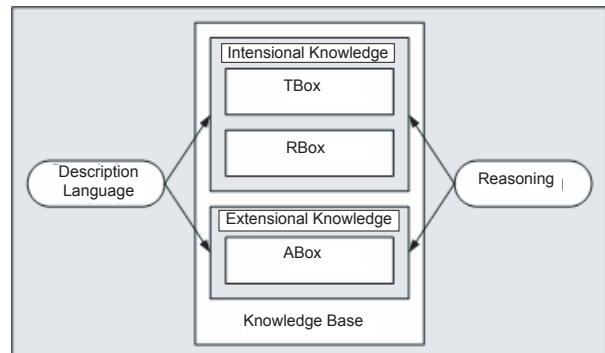 Intensional Knowledge
TBox
RBox
Description
Language
Reasoning
Extensional Knowledge
ABox
Knowledge Base